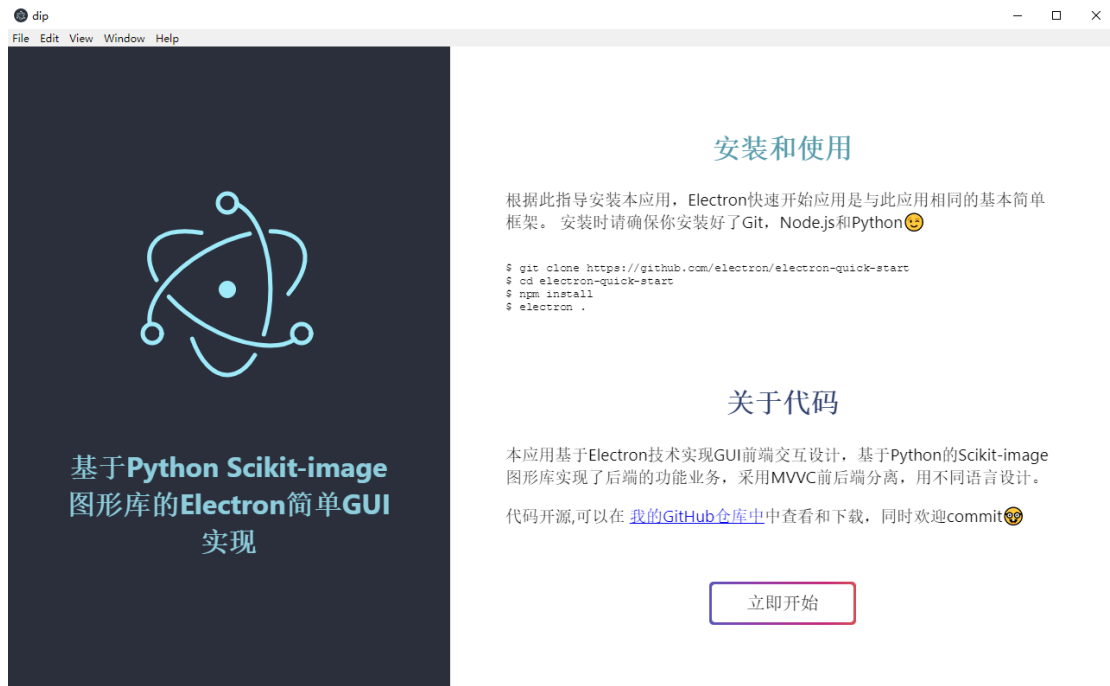 dip
File Edit View Window Help
基于Python Scikit-image
图形库的Electron简单GUI
实现
安装和使用
根据此指导安装本应用，Electron快速开始应用是与此应用相同的基本简单
框架。 安装时请确保你安装好了Git，Node.js和Python😉
$ git clone https://github.com/electron/electron-quick-start
$ cd electron-quick-start
$ npm install
$ electron .
关于代码
本应用基于Electron技术实现GUI前端交互设计，基于Python的Scikit-image
图形库实现了后端的功能业务，采用MVVC前后端分离，用不同语言设计。
代码开源,可以在 我的GitHub仓库中中查看和下载，同时欢迎commit🤓
立即开始